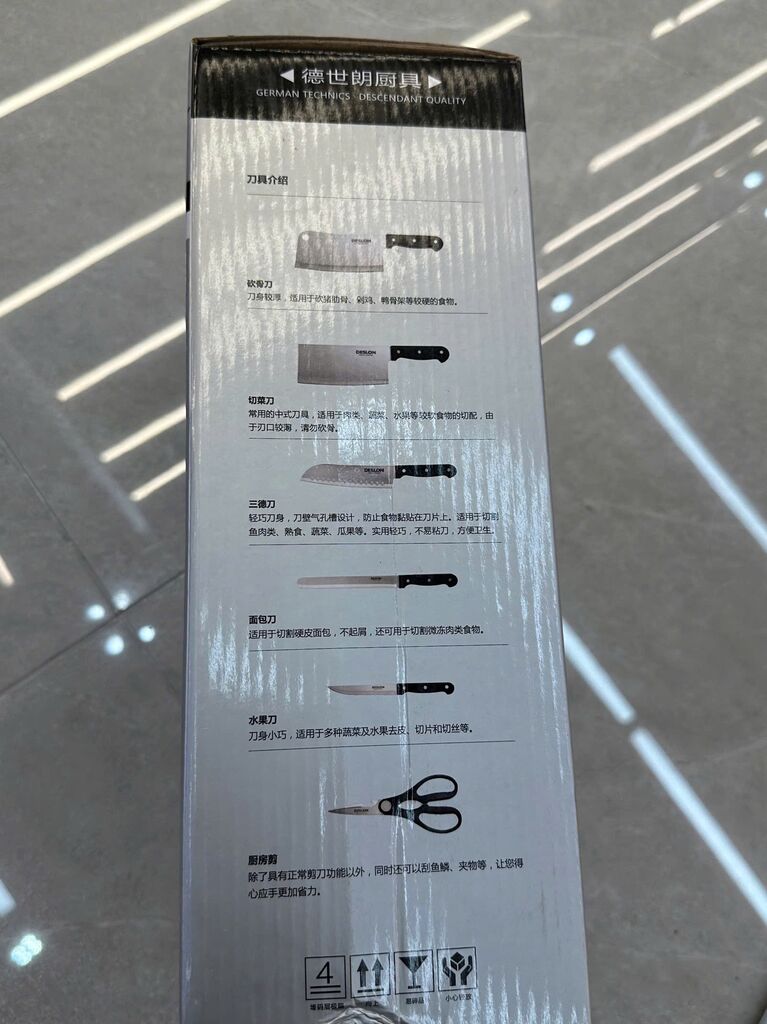 ◀ 德世朗厨具 ▶
GERMAN TECHNICS DESCENDANT QUALITY
刀具介绍
DESLON
砍骨刀
刀身较厚，适用于砍猪肋骨、剁鸡、鸭骨架等较硬的食物。
DESLON
切菜刀
常用的中式刀具，适用于肉类、蔬菜、水果等较软食物的切配，由
于刃口较薄，请勿砍骨。
DESLON
三德刀
轻巧刀身，刀壁气孔槽设计，防止食物黏贴在刀片上。适用于切割
鱼肉类、熟食、蔬菜、瓜果等。实用轻巧，不易粘刀，方便卫生。
面包刀
适用于切割硬皮面包，不起屑，还可用于切割微冻肉类食物。
DESLON
水果刀
刀身小巧，适用于多种蔬菜及水果去皮、切片和切丝等。
DESLON
厨房剪
除了具有正常剪刀功能以外，同时还可以刮鱼鳞、夹物等，让您得
心应手更加省力。
4
堆码层极限 向上 易碎品 小心轻放